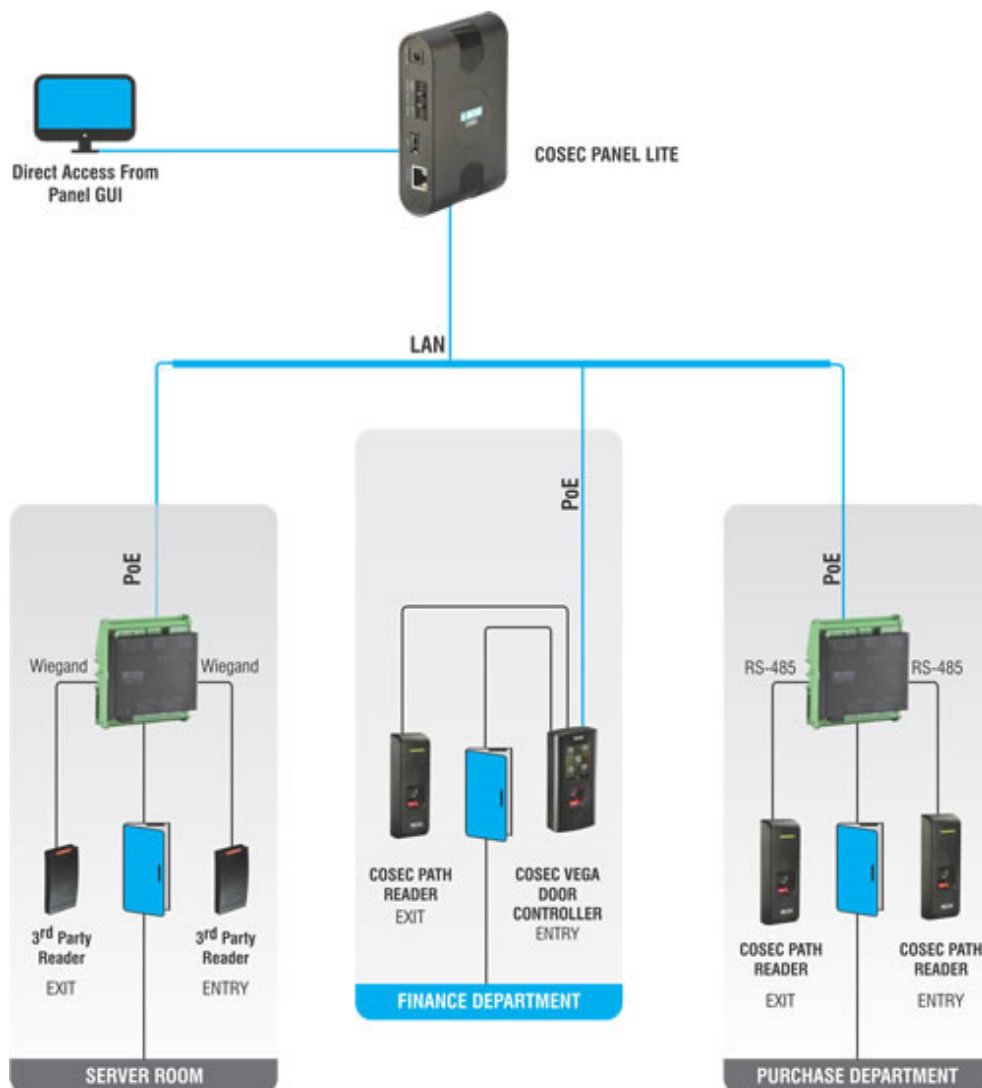 Direct Access From
Panel GUI
COSEC PANEL LITE
LAN
PoE
PoE
PoE
Wiegand
Wiegand
RS-485
RS-485
3rd Party
Reader
EXIT
3rd Party
Reader
ENTRY
SERVER ROOM
COSEC PATH
READER
EXIT
COSEC VEGA
DOOR
CONTROLLER
ENTRY
FINANCE DEPARTMENT
COSEC PATH
READER
EXIT
COSEC PATH
READER
ENTRY
PURCHASE DEPARTMENT